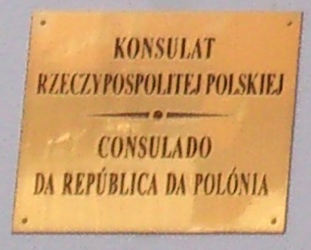 KONSULAT
RZECZYPOSPOLITEJ POLSKIEJ
CONSULADO
DA REPÚBLICA DA POLÓNIA